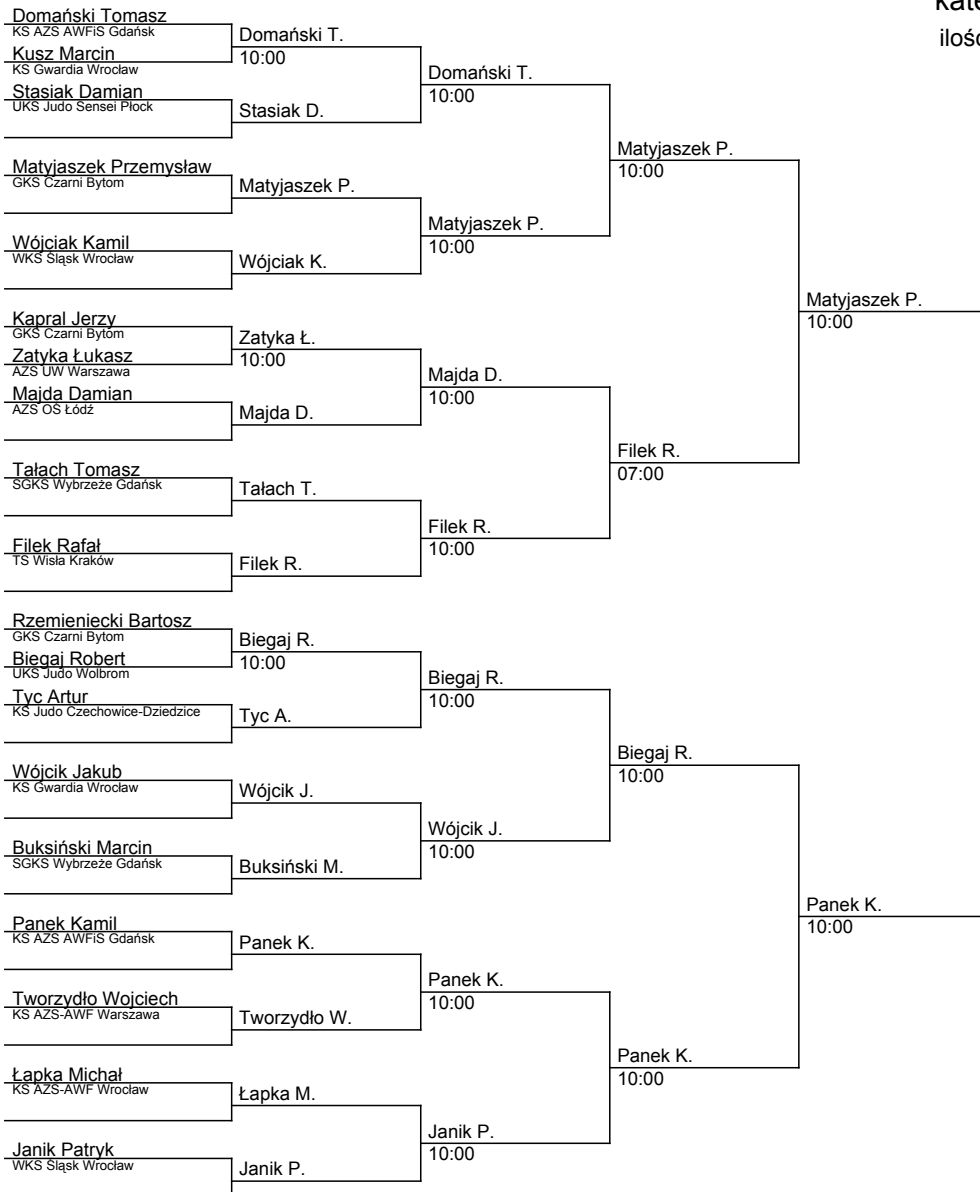 kate
ilość
Domański Tomasz
KS AZS AWFiS Gdańsk
Kusz Marcin
KS Gwardia Wrocław
Stasiak Damian
UKS Judo Sensei Płock
Matyjaszek Przemysław
GKS Czarni Bytom
Wójciak Kamil
WKS Śląsk Wrocław
Kapral Jerzy
GKS Czarni Bytom
Zatyka Łukasz
AZS UW Warszawa
Majda Damian
AZS OŚ Łódź
Tałach Tomasz
SGKS Wybrzeże Gdańsk
Filek Rafał
TS Wisła Kraków
Rzemieniecki Bartosz
GKS Czarni Bytom
Biegaj Robert
UKS Judo Wolbrom
Tyc Artur
KS Judo Czechowice-Dziedzice
Wójcik Jakub
KS Gwardia Wrocław
Buksiński Marcin
SGKS Wybrzeże Gdańsk
Panek Kamil
KS AZS AWFiS Gdańsk
Tworzydło Wojciech
KS AZS-AWF Warszawa
Łapka Michał
KS AZS-AWF Wrocław
Janik Patryk
WKS Śląsk Wrocław
Domański T.
10:00
Stasiak D.
Matyjaszek P.
Wójciak K.
Zatyka Ł.
10:00
Majda D.
Tałach T.
Filek R.
Biegaj R.
10:00
Tyc A.
Wójcik J.
Buksiński M.
Panek K.
Tworzydło W.
Łapka M.
Janik P.
Domański T.
10:00
Matyjaszek P.
10:00
Majda D.
10:00
Filek R.
10:00
Biegaj R.
10:00
Wójcik J.
10:00
Panek K.
10:00
Janik P.
10:00
Matyjaszek P.
10:00
Filek R.
07:00
Biegaj R.
10:00
Panek K.
10:00
Matyjaszek P.
10:00
Panek K.
10:00